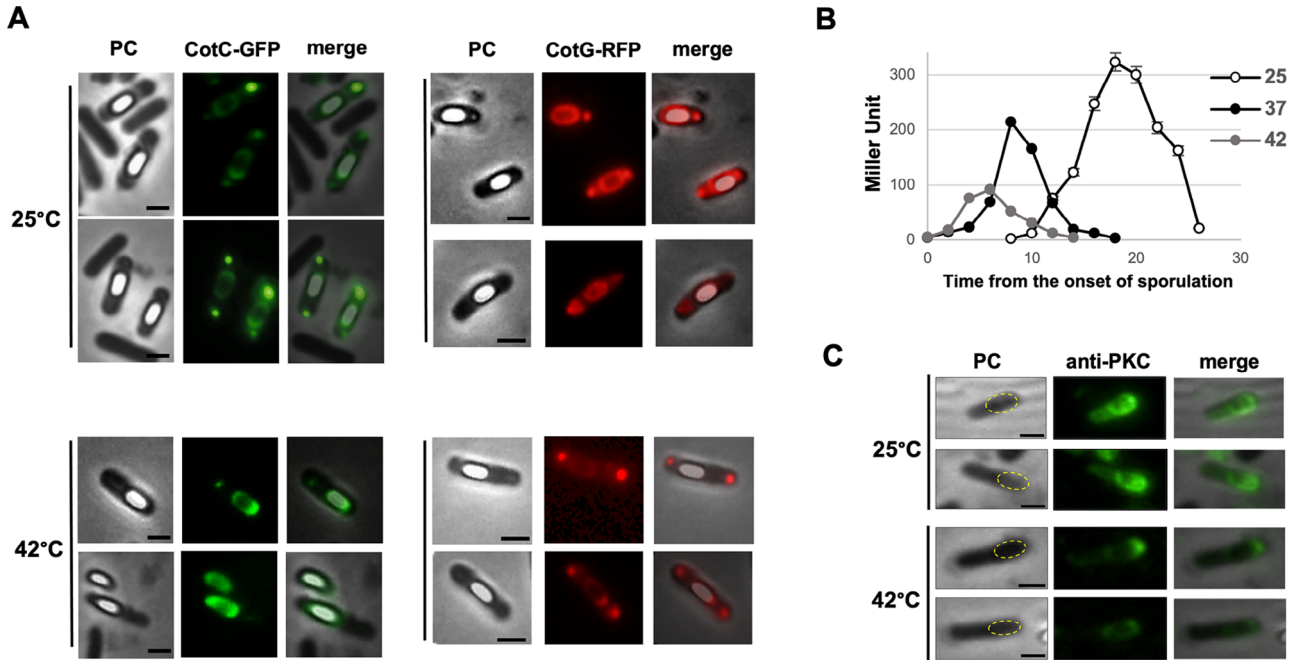 A
PC CotC-GFP merge
PC CotG-RFP merge
25°C
42°C
B
Miller Unit
300
200
100
0
0 10 20 30
Time from the onset of sporulation
25
37
42
C
PC anti-PKC merge
25°C
42°C